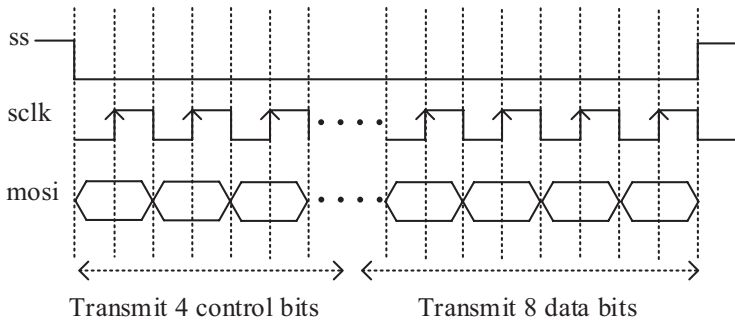 ss
sclk
mosi
Transmit 4 control bits
Transmit 8 data bits